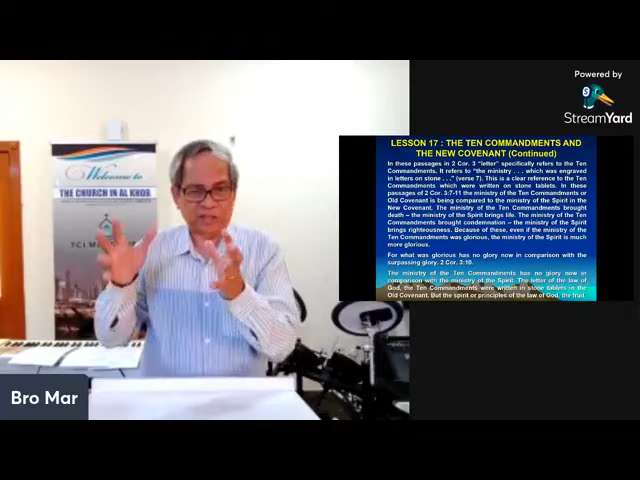 Powered by
StreamYard
Welcome to
THE CHURCH IN AL KHOR
Bro Mar
LESSON 17 : THE TEN COMMANDMENTS AND
THE NEW COVENANT (Continued)
In these passages in 2 Cor. 3 “letter” specifically refers to the Ten
Commandments. It refers to “the ministry . . . which was engraved
in letters on stone . . .” (verse 7). This is a clear reference to the Ten
Commandments which were written on stone tablets. In these
passages of 2 Cor. 3:7-11 the ministry of the Ten Commandments or
Old Covenant is being compared to the ministry of the Spirit in the
New Covenant. The ministry of the Ten Commandments brought
death – the ministry of the Spirit brings life. The ministry of the Ten
Commandments brought condemnation – the ministry of the Spirit
brings righteousness. Because of these, even if the ministry of the
Ten Commandments was glorious, the ministry of the Spirit is much
more glorious.
For what was glorious has no glory now in comparison with the
surpassing glory. 2 Cor. 3:10.
The ministry of the Ten Commandments has no glory now in
comparison with the ministry of the Spirit. The letter of the law of
God, the Ten Commandments were written in stone tablets in the
Old Covenant. But the spirit or principles of the law of God, the fruit